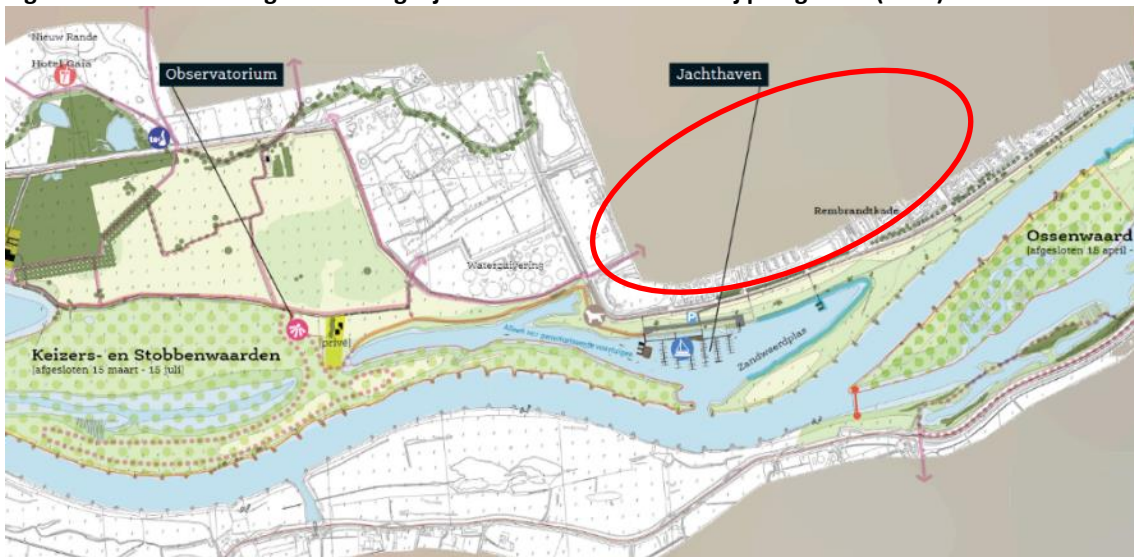 Nieuw Rande
Hotel Gaia
Observatorium
Jachthaven
Rembrandtkade
Ossenwaard
[afgesloten 15 april -
Waterzuivering
[privé]
P
Zandweerdplas
Keizers- en Stobbenwaarden
[afgesloten 15 maart - 15 juli]